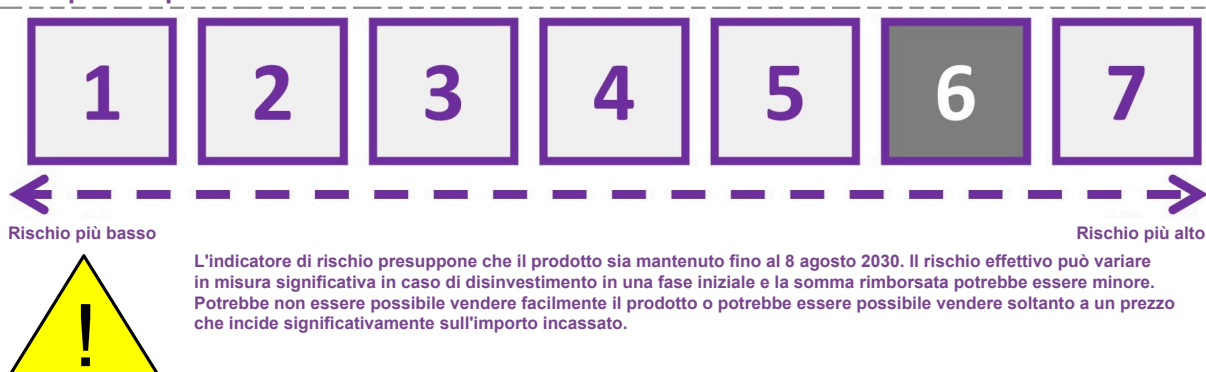 1 2 3 4 5 6 7
Rischio più basso Rischio più alto
L'indicatore di rischio presuppone che il prodotto sia mantenuto fino al 8 agosto 2030. Il rischio effettivo può variare
in misura significativa in caso di disinvestimento in una fase iniziale e la somma rimborsata potrebbe essere minore.
Potrebbe non essere possibile vendere facilmente il prodotto o potrebbe essere possibile vendere soltanto a un prezzo
che incide significativamente sull'importo incassato.
!